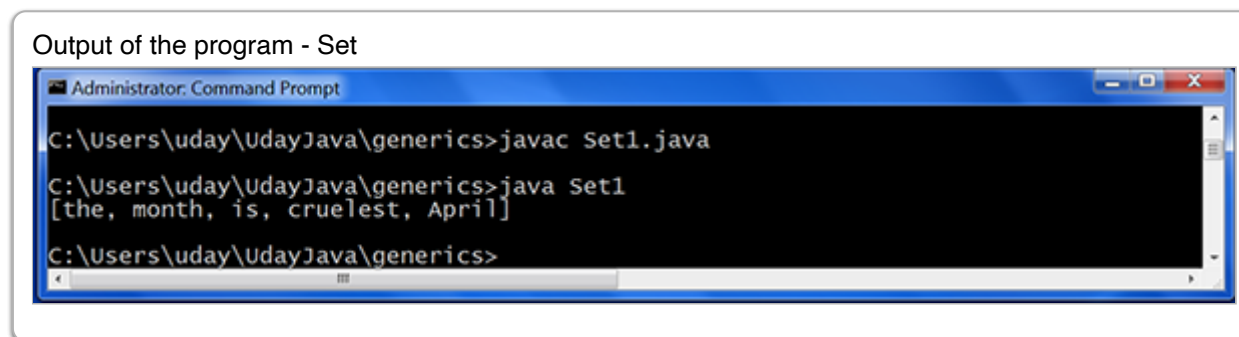 Output of the program - Set
Administrator: Command Prompt
C:\Users\uday\UdayJava\generics>javac Set1.java
C:\Users\uday\UdayJava\generics>java Set1
[the, month, is, cruelest, April]
C:\Users\uday\UdayJava\generics>